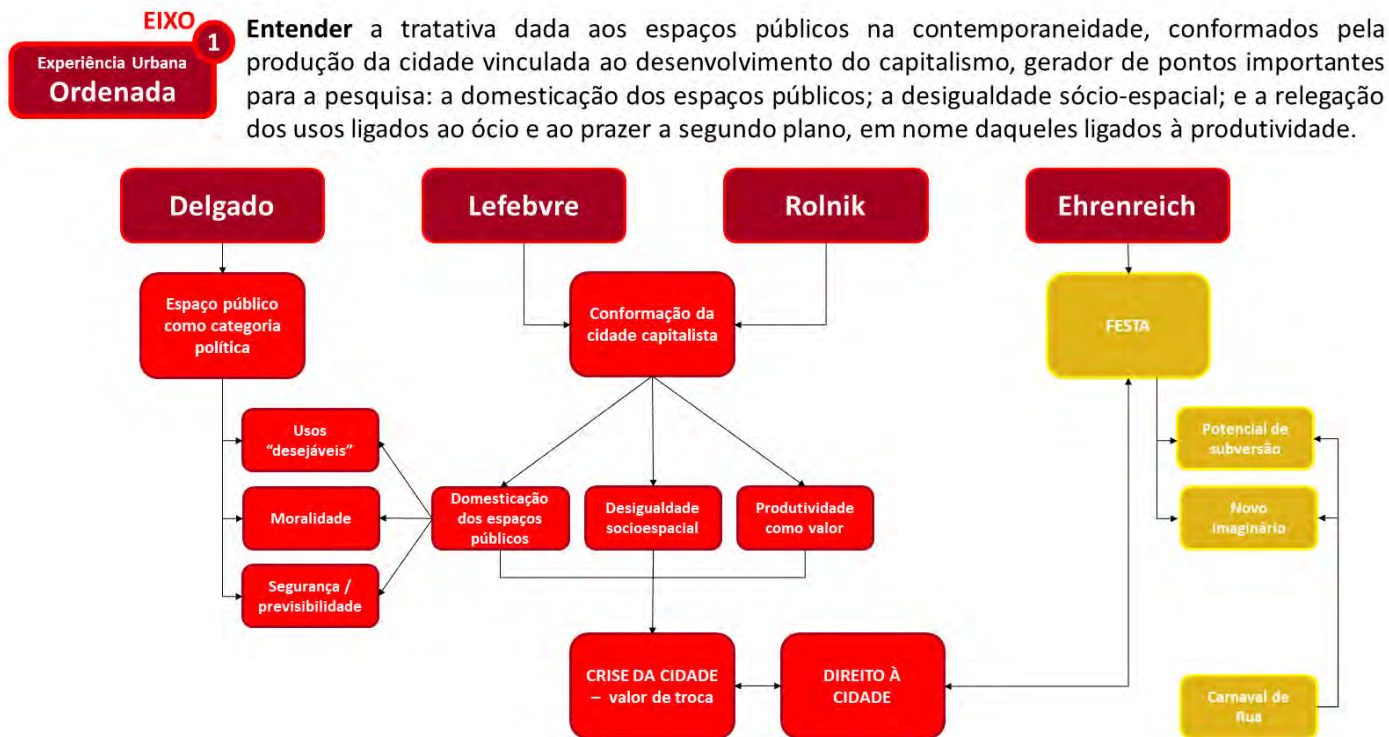 EIXO
1
Experiência Urbana
Ordenada
Entender a tratativa dada aos espaços públicos na contemporaneidade, conformados pela
produção da cidade vinculada ao desenvolvimento do capitalismo, gerador de pontos importantes
para a pesquisa: a domesticação dos espaços públicos; a desigualdade sócio-espacial; e a relegação
dos usos ligados ao ócio e ao prazer a segundo plano, em nome daqueles ligados à produtividade.
Delgado
Lefebvre
Rolnik
Ehrenreich
Espaço público
como categoria
política
Conformação da
cidade capitalista
FESTA
Usos
“desejáveis”
Potencial de
subversão
Moralidade
Domesticação
dos espaços
públicos
Desigualdade
socioespacial
Produtividade
como valor
Novo
imaginário
Segurança /
previsibilidade
CRISE DA CIDADE
– valor de troca
DIREITO À
CIDADE
Carnaval de
Rua